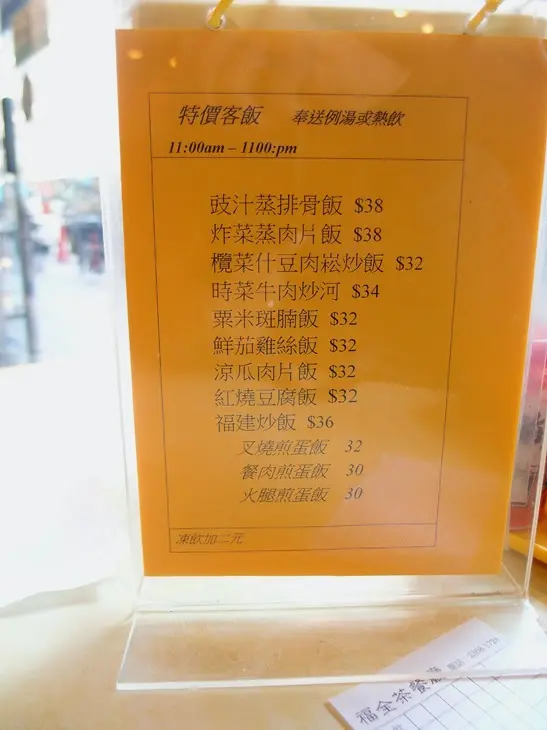 特價客飯 奉送例湯或熱飲
11:00am – 1100:pm
豉汁蒸排骨飯 $38
炸菜蒸肉片飯 $38
欖菜什豆肉崧炒飯 $32
時菜牛肉炒河 $34
粟米斑腩飯 $32
鮮茄雞絲飯 $32
涼瓜肉片飯 $32
紅燒豆腐飯 $32
福建炒飯 $36
叉燒煎蛋飯 32
餐肉煎蛋飯 30
火腿煎蛋飯 30
凍飲加二元
福全茶餐廳